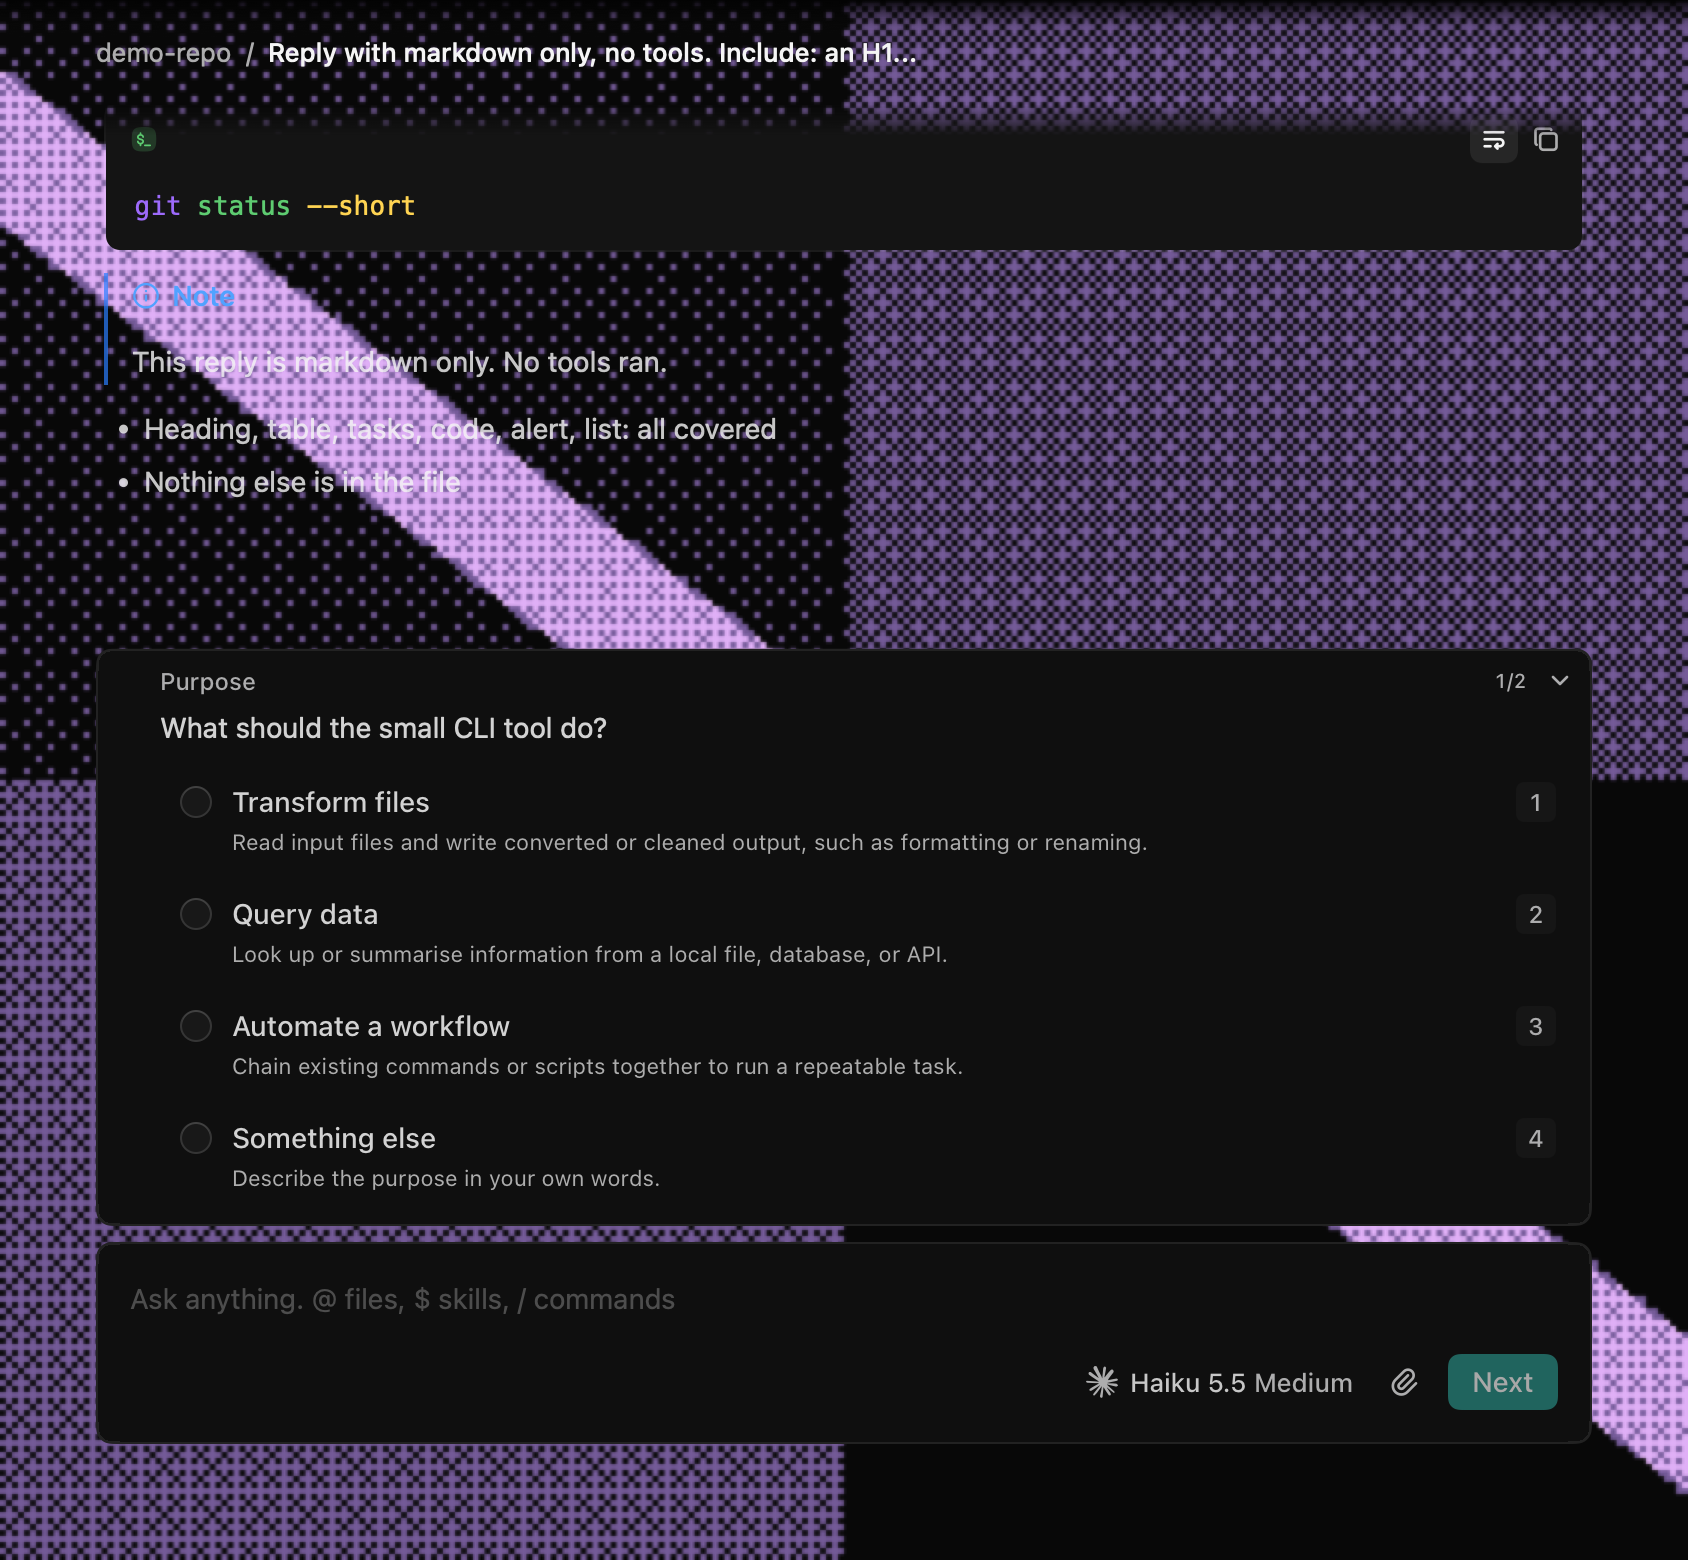 demo-repo / Reply with markdown only, no tools. Include: an H1...
$_
git status --short
Note
This reply is markdown only. No tools ran.
• Heading, table, tasks, code, alert, list: all covered
• Nothing else is in the file
Purpose 1/2
What should the small CLI tool do?
Transform files 1
Read input files and write converted or cleaned output, such as formatting or renaming.
Query data 2
Look up or summarise information from a local file, database, or API.
Automate a workflow 3
Chain existing commands or scripts together to run a repeatable task.
Something else 4
Describe the purpose in your own words.
Ask anything. @ files, $ skills, / commands
Haiku 5.5 Medium Next